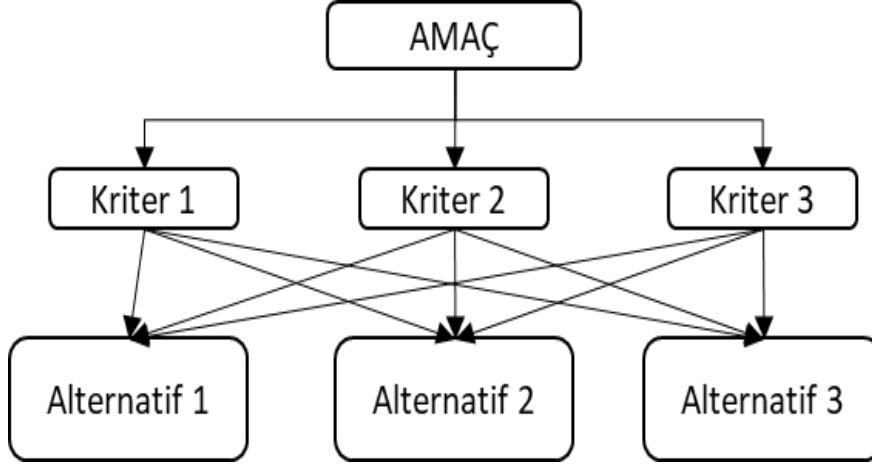 AMAÇ
Kriter 1
Kriter 2
Kriter 3
Alternatif 1
Alternatif 2
Alternatif 3